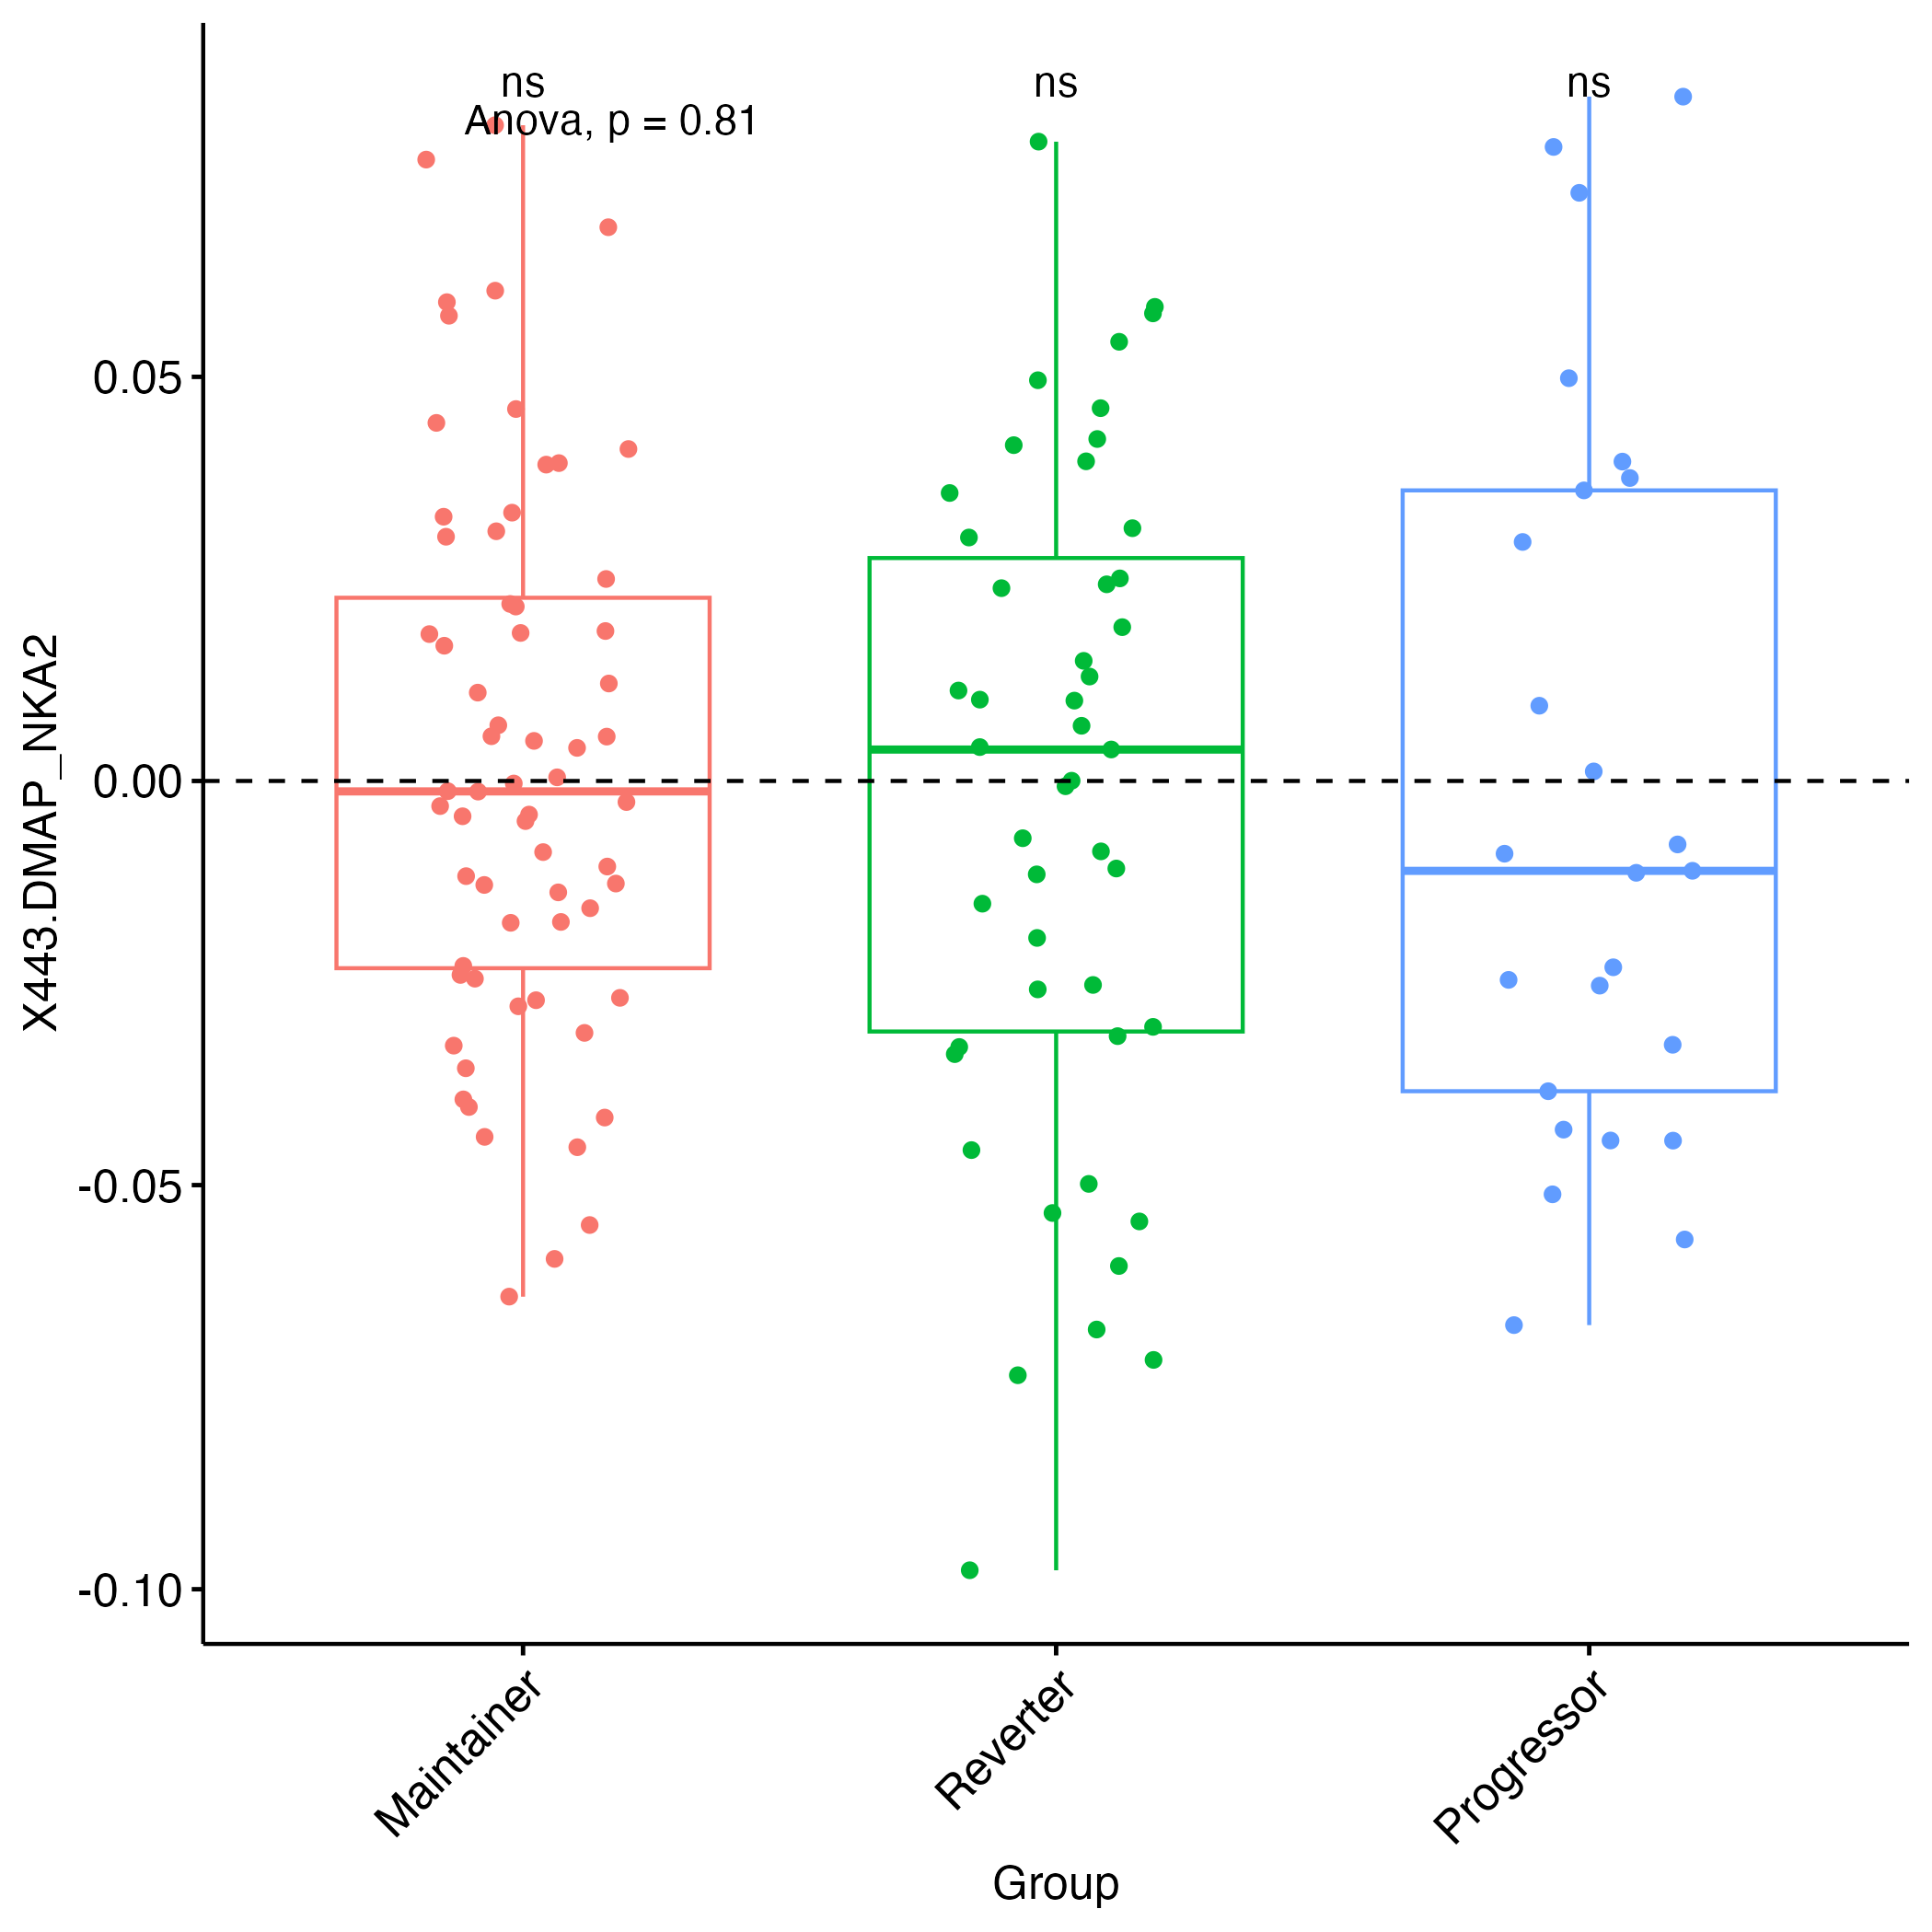 ns ns ns
Anova, p = 0.81
0.05
0.00
-0.05
-0.10
X443.DMAP_NKA2
Maintainer
Reverter
Progressor
Group